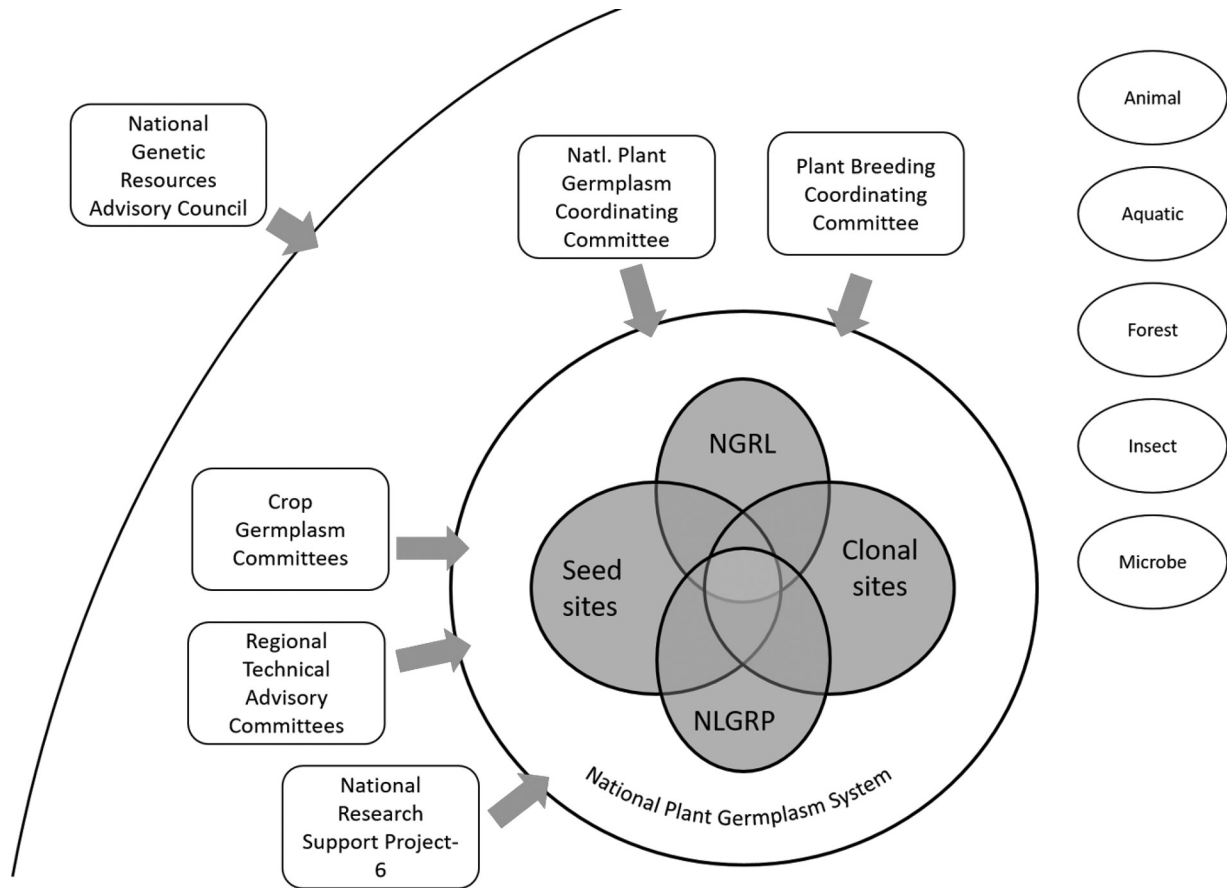 National
Genetic
Resources
Advisory Council
Natl. Plant
Germplasm
Coordinating
Committee
Plant Breeding
Coordinating
Committee
Animal
Aquatic
Forest
Insect
Microbe
Crop
Germplasm
Committees
Regional
Technical
Advisory
Committees
National
Research
Support Project-
6
NGRL
Seed
sites
Clonal
sites
NLGRP
National Plant Germplasm System